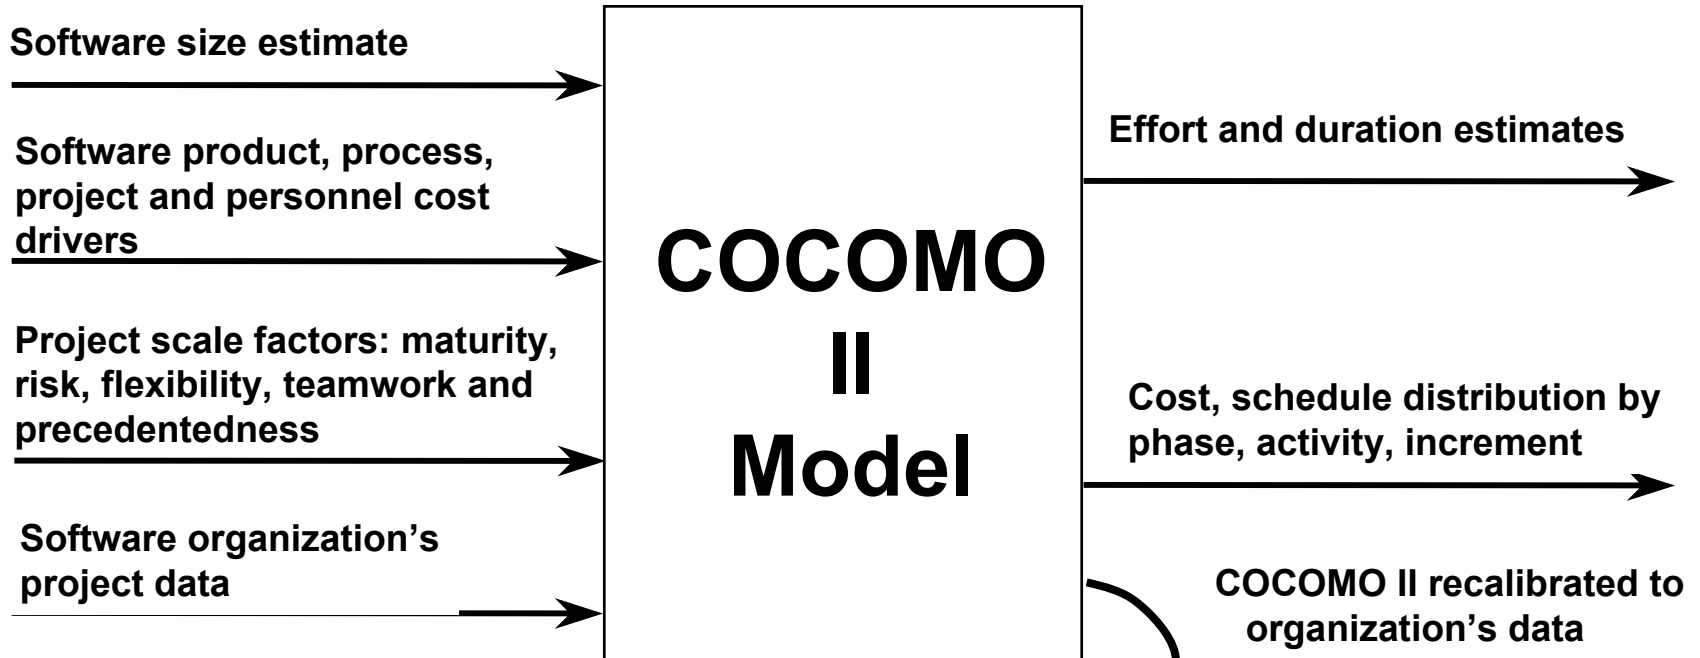 Software size estimate
Software product, process,
project and personnel cost
drivers
Project scale factors: maturity,
risk, flexibility, teamwork and
precedentedness
Software organization’s
project data
COCOMO
II
Model
Effort and duration estimates
Cost, schedule distribution by
phase, activity, increment
COCOMO II recalibrated to
organization’s data